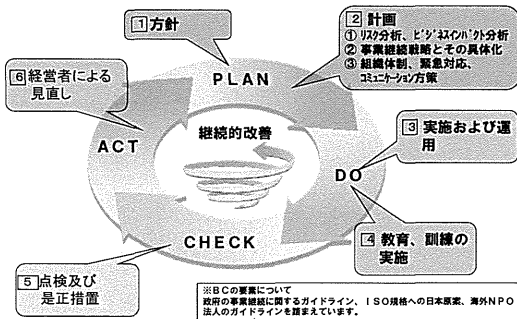 1 方針
2 計画
① リスク分析、ビジネスインパクト分析
② 事業継続戦略とその具体化
③ 組織体制、緊急対応、
コミュニケーション方策
PLAN
6 経営者による
見直し
ACT
継続的改善
3 実施および運
用
DO
4 教育、訓練の
実施
CHECK
5 点検及び
是正措置
※BCの要素について
政府の事業継続に関するガイドライン、ISO規格への日本原案、海外NPO
法人のガイドラインを踏まえています。